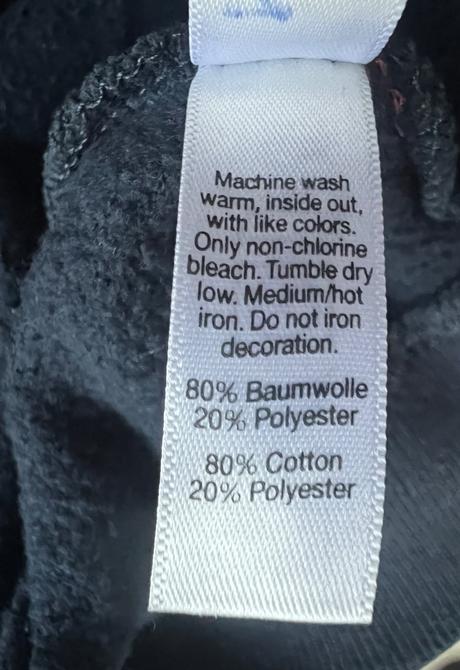 Machine wash
warm, inside out,
with like colors.
Only non-chlorine
bleach. Tumble dry
low. Medium/hot
iron. Do not iron
decoration.
80% Baumwolle
20% Polyester
80% Cotton
20% Polyester